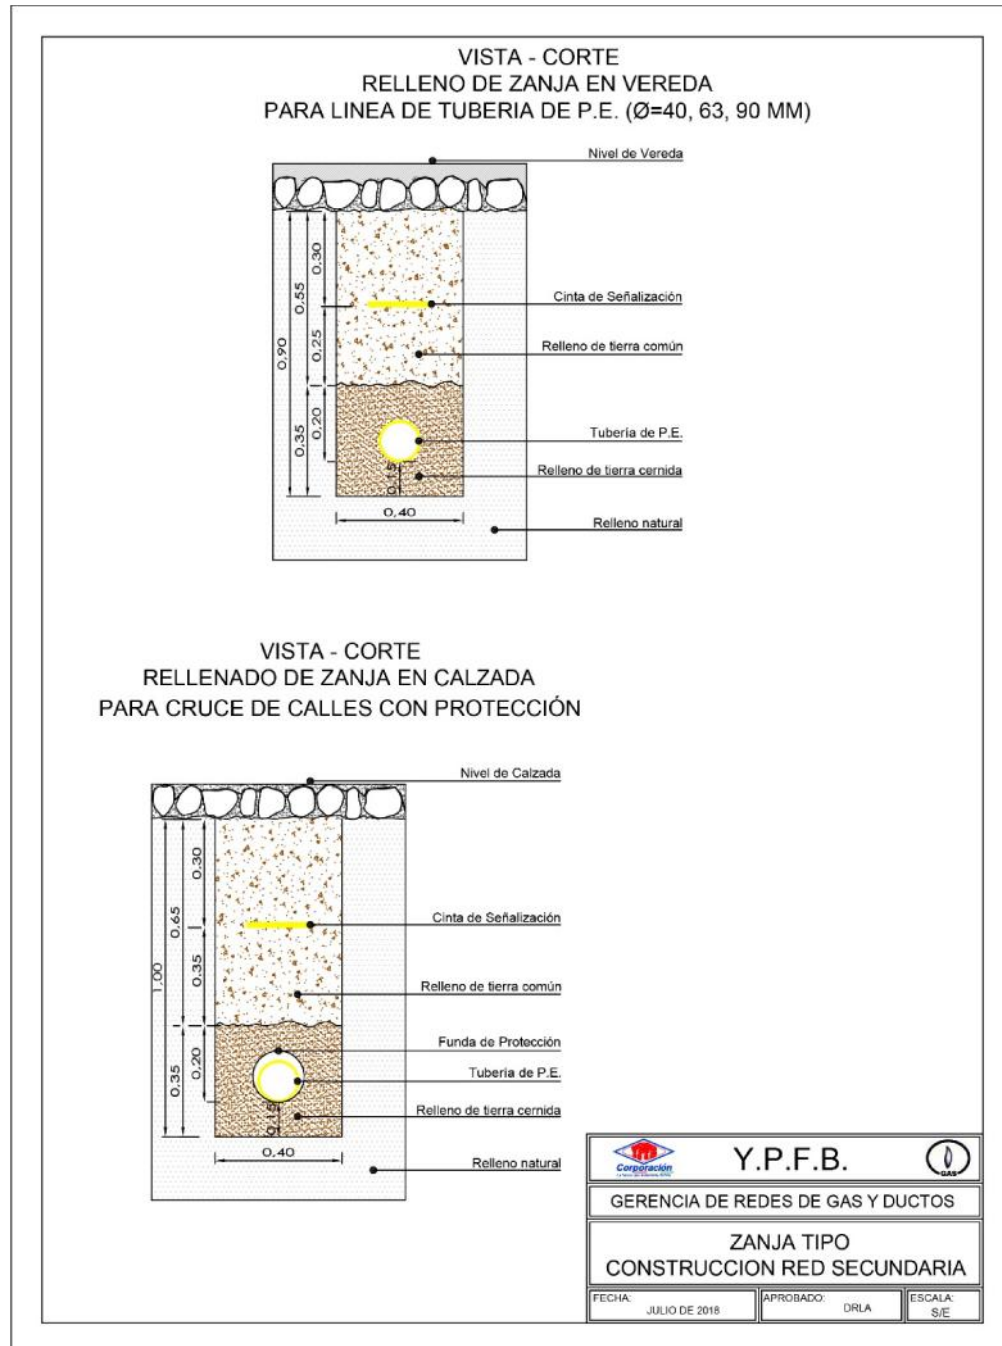 VISTA - CORTE
RELLENO DE ZANJA EN VEREDA
PARA LINEA DE TUBERIA DE P.E. (Ø=40, 63, 90 MM)
Nivel de Vereda
0,30
0,55
Cinta de Señalización
0,90
0,25
Relleno de tierra común
0,20
0,35
Tubería de P.E.
0,15
Relleno de tierra cernida
0,40
Relleno natural
VISTA - CORTE
RELLENADO DE ZANJA EN CALZADA
PARA CRUCE DE CALLES CON PROTECCIÓN
Nivel de Calzada
0,30
0,65
Cinta de Señalización
1,00
0,35
Relleno de tierra común
Funda de Protección
0,20
0,35
Tubería de P.E.
0,15
Relleno de tierra cernida
0,40
Relleno natural
Corporación
Y.P.F.B.
GAS
GERENCIA DE REDES DE GAS Y DUCTOS
ZANJA TIPO
CONSTRUCCION RED SECUNDARIA
FECHA: JULIO DE 2018
APROBADO: DRLA
ESCALA: S/E